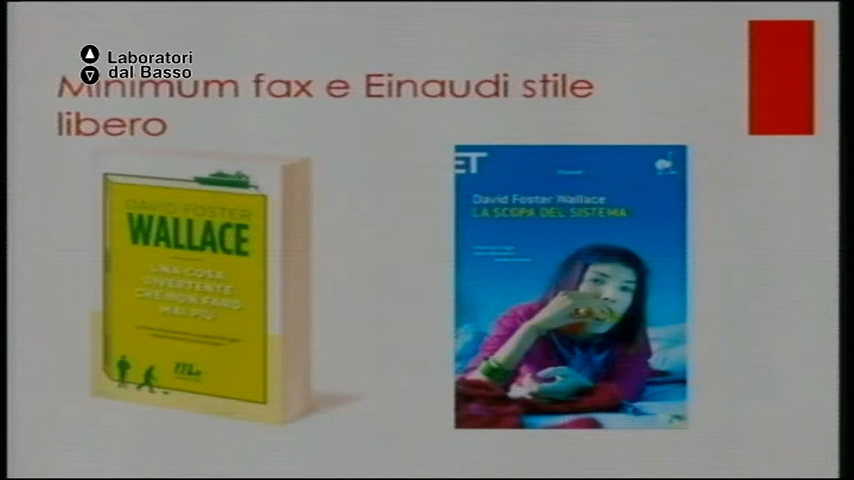 Laboratori
dal Basso
Minimum fax e Einaudi stile
libero
DAVID FOSTER
WALLACE
UNA COSA
DIVERTENTE
CHE NON FARÒ
MAI PIÙ
ET
David Foster Wallace
LA SCOPA DEL SISTEMA